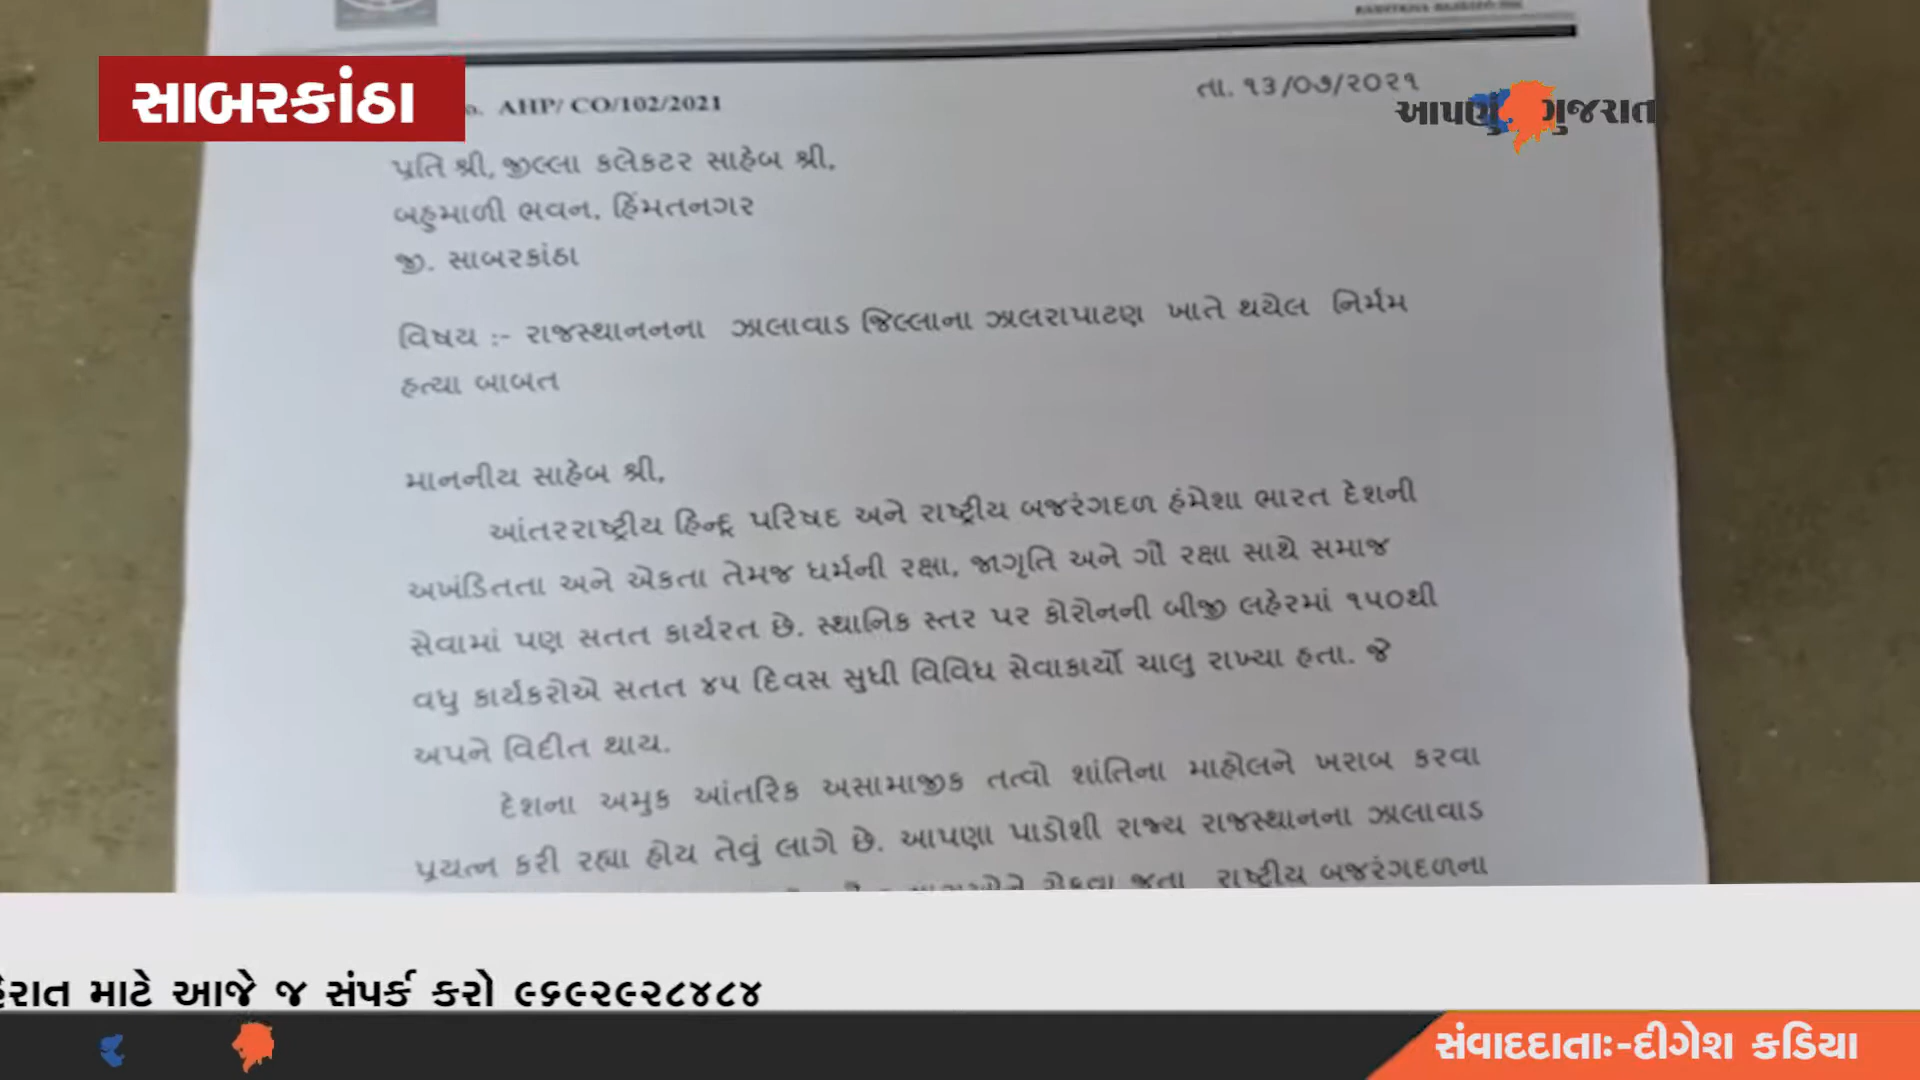 સાબરકાંઠા
AHP/ CO/102/2021
તા. ૧૩/૦૭/૨૦૨૧
આપણું ગુજરાત
પ્રતિ શ્રી, જીલ્લા કલેકટર સાહેબ શ્રી,
બહુમાળી ભવન, હિંમતનગર
જી. સાબરકાંઠા
વિષય :- રાજસ્થાનનના ઝાલાવાડ જિલ્લાના ઝાલરાપાટણ ખાતે થયેલ નિર્મમ
હત્યા બાબત
માનનીય સાહેબ શ્રી,
આંતરરાષ્ટ્રીય હિન્દૂ પરિષદ અને રાષ્ટ્રીય બજરંગદળ હંમેશા ભારત દેશની
અખંડિતતા અને એકતા તેમજ ધર્મની રક્ષા, જાગૃતિ અને ગૌ રક્ષા સાથે સમાજ
સેવામાં પણ સતત કાર્યરત છે. સ્થાનિક સ્તર પર કોરોનની બીજી લહેરમાં ૧૫૦થી
વધુ કાર્યકરોએ સતત ૪૫ દિવસ સુધી વિવિધ સેવાકાર્યો ચાલુ રાખ્યા હતા. જે
અપને વિદીત થાય.
દેશના અમુક આંતરિક અસામાજીક તત્વો શાંતિના માહોલને ખરાબ કરવા
પ્રયત્ન કરી રહ્યા હોય તેવું લાગે છે. આપણા પાડોશી રાજ્ય રાજસ્થાનના ઝાલાવાડ
જતા રાષ્ટ્રીય બજરંગદળના
માટે આજે જ સંપર્ક કરો ૯૬૯૨૯૨૮૪૮૪
સંવાદદાતાઃ-દીગેશ કડિયા